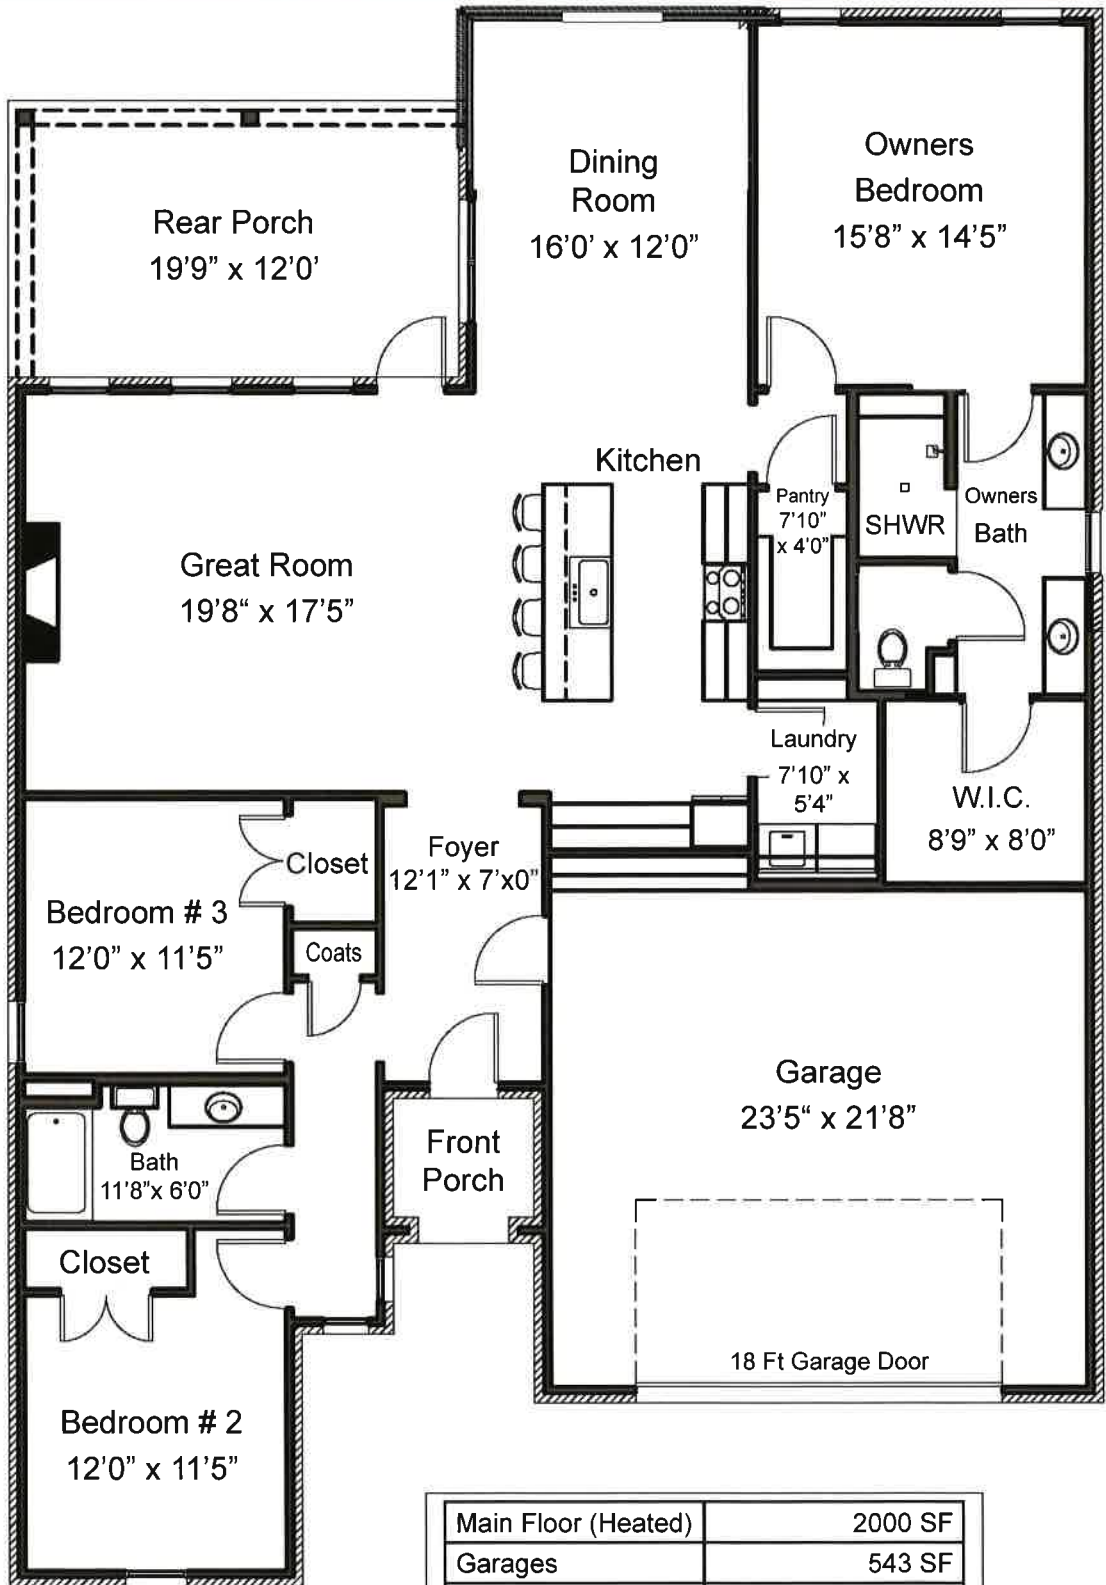 Dining
Room
16'0' x 12'0”
Owners
Bedroom
15'8” x 14'5”
Rear Porch
19'9” x 12'0'
Kitchen
Pantry
7'10”
x 4'0”
SHWR
Owners
Bath
Great Room
19'8“ x 17'5”
Laundry
7'10” x
5'4”
W.I.C.
8'9” x 8'0”
Closet
Foyer
12'1” x 7'x0”
Bedroom # 3
12'0” x 11'5”
Coats
Garage
23'5“ x 21'8”
Front
Porch
Bath
11'8”x 6'0”
Closet
18 Ft Garage Door
Bedroom # 2
12'0” x 11'5”
Main Floor (Heated) 2000 SF
Garages 543 SF